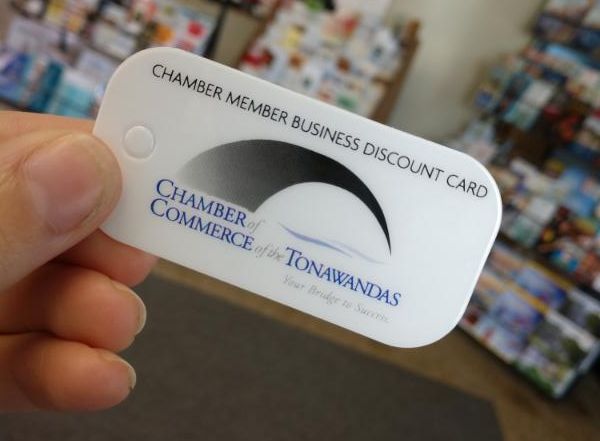 CHAMBER MEMBER BUSINESS DISCOUNT CARD
CHAMBER of
COMMERCE of the TONAWANDAS
Your Bridge to Success